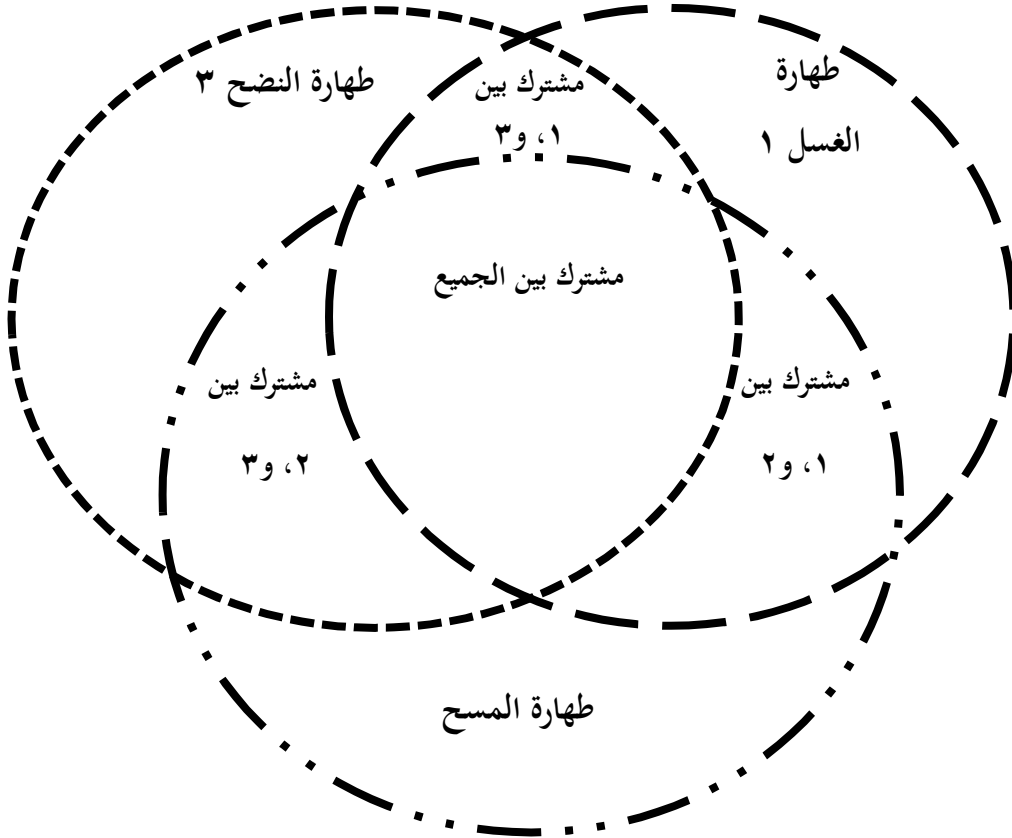 طهارة
الغسل ١
مشترك بين
١، و٣
طهارة النضح ٣
مشترك بين الجميع
مشترك بين
١، و٢
مشترك بين
٢، و٣
طهارة المسح